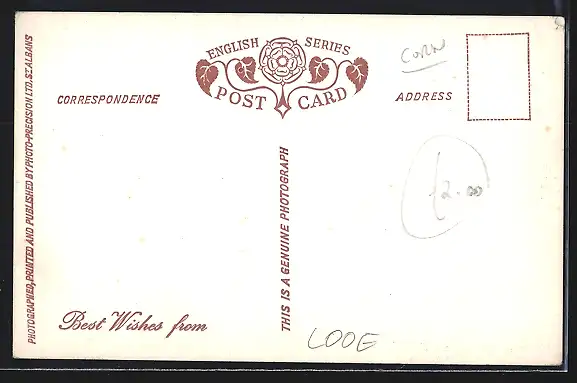 ENGLISH SERIES
POST CARD
CORRESPONDENCE
ADDRESS
CORN
£2.00
PHOTOGRAPHED, PRINTED AND PUBLISHED BY PHOTO-PRECISION LTD, ST. ALBANS
THIS IS A GENUINE PHOTOGRAPH
Best Wishes from
LOOE